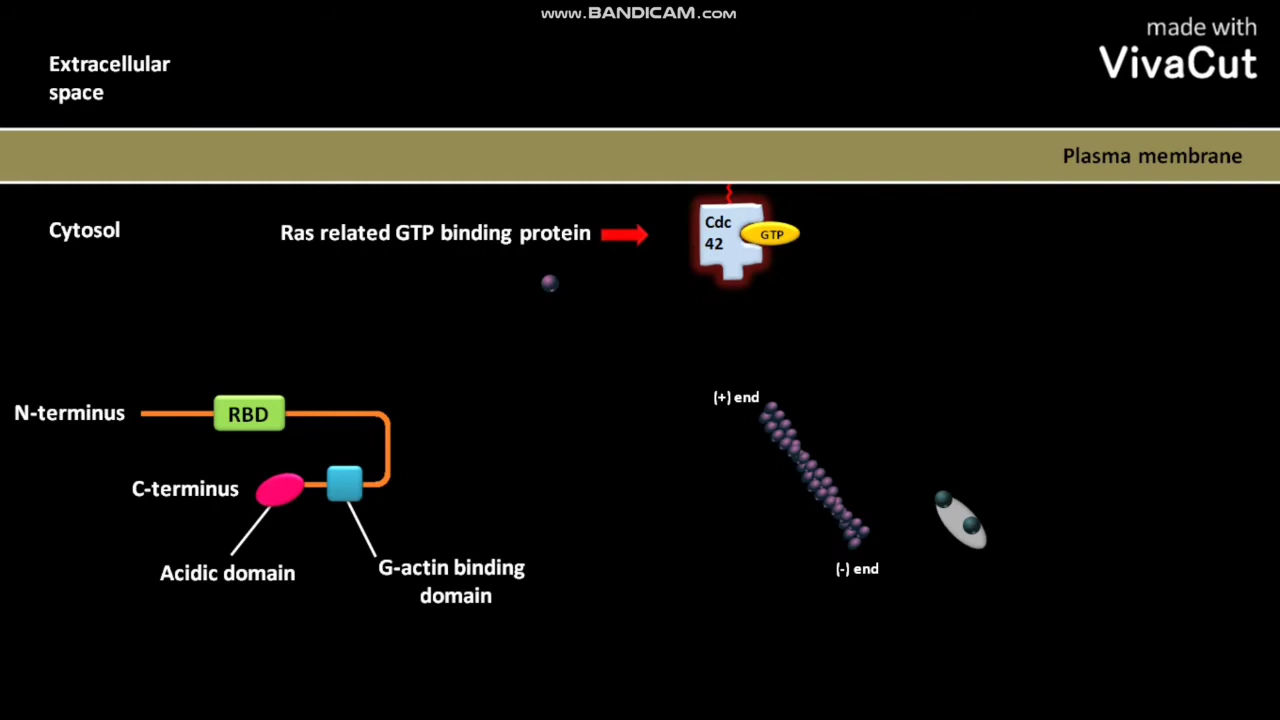 www.BANDICAM.com
made with
VivaCut
Extracellular
space
Plasma membrane
Cytosol
Ras related GTP binding protein
Cdc
42
GTP
(+) end
N-terminus
RBD
C-terminus
Acidic domain
G-actin binding
domain
(-) end